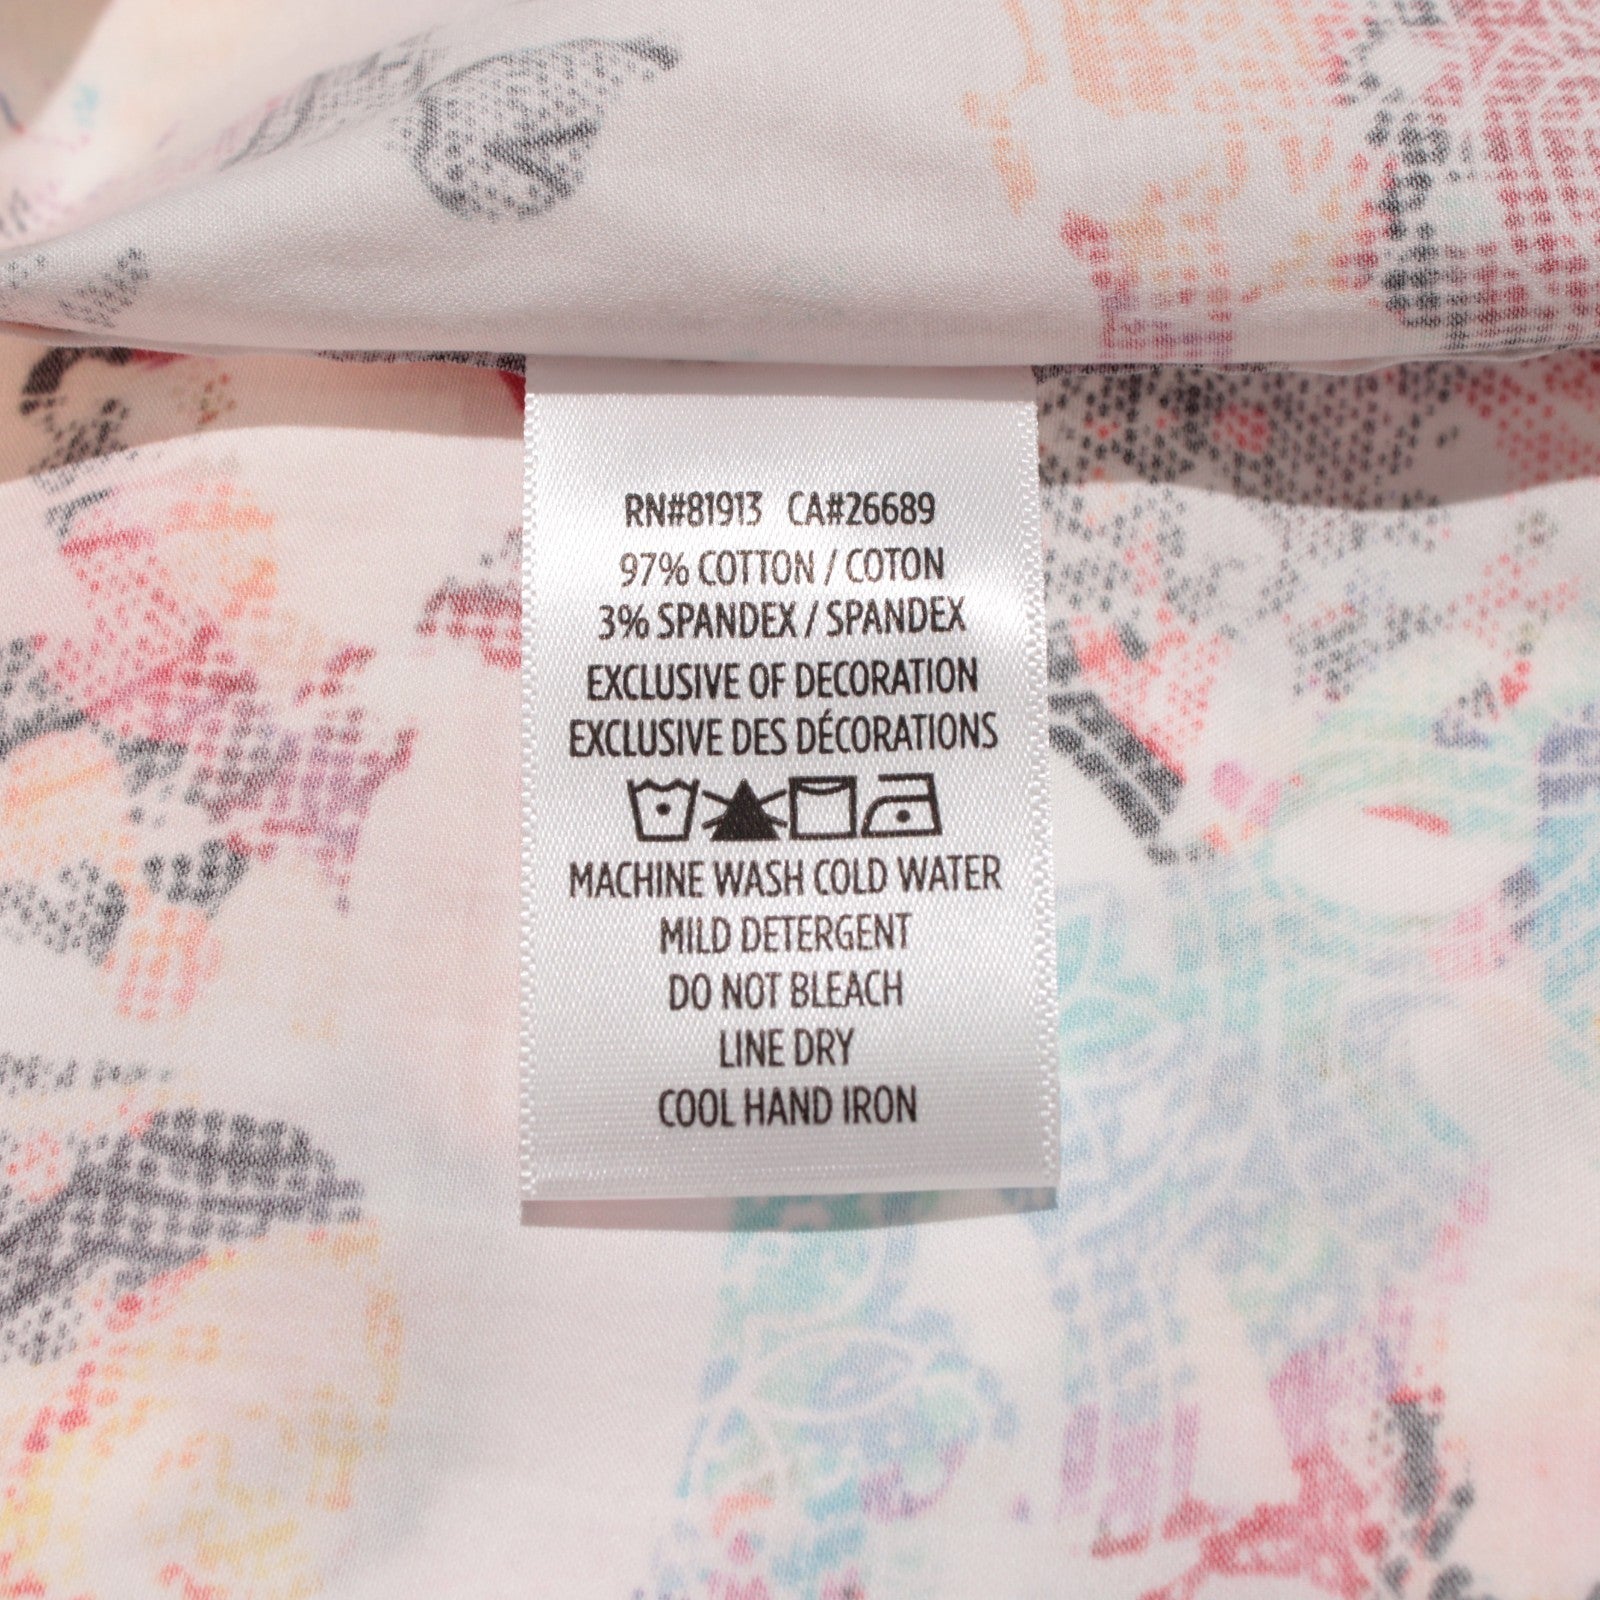 RN#81913 CA#26689
97% COTTON / COTON
3% SPANDEX / SPANDEX
EXCLUSIVE OF DECORATION
EXCLUSIVE DES DÉCORATIONS
MACHINE WASH COLD WATER
MILD DETERGENT
DO NOT BLEACH
LINE DRY
COOL HAND IRON